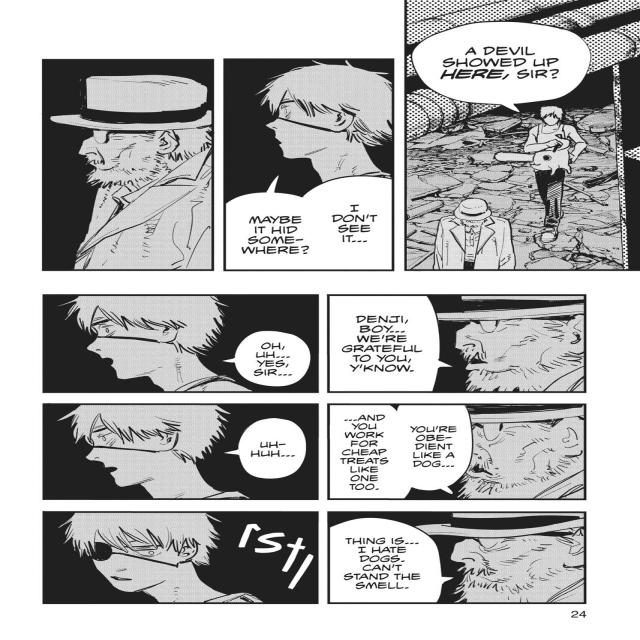 A DEVIL
SHOWED UP
HERE, SIR?
I
DON'T
SEE
IT...
MAYBE
IT HID
SOME-
WHERE?
DENJI,
BOY...
WE'RE
GRATEFUL
TO YOU,
Y'KNOW.
OH,
UH...
YES,
SIR...
YOU'RE
OBE-
DIENT
LIKE A
DOG...
...AND
YOU
WORK
FOR
CHEAP
TREATS
LIKE
ONE
TOO.
UH-
HUH...
THING IS...
I HATE
DOGS.
CAN'T
STAND THE
SMELL.
24